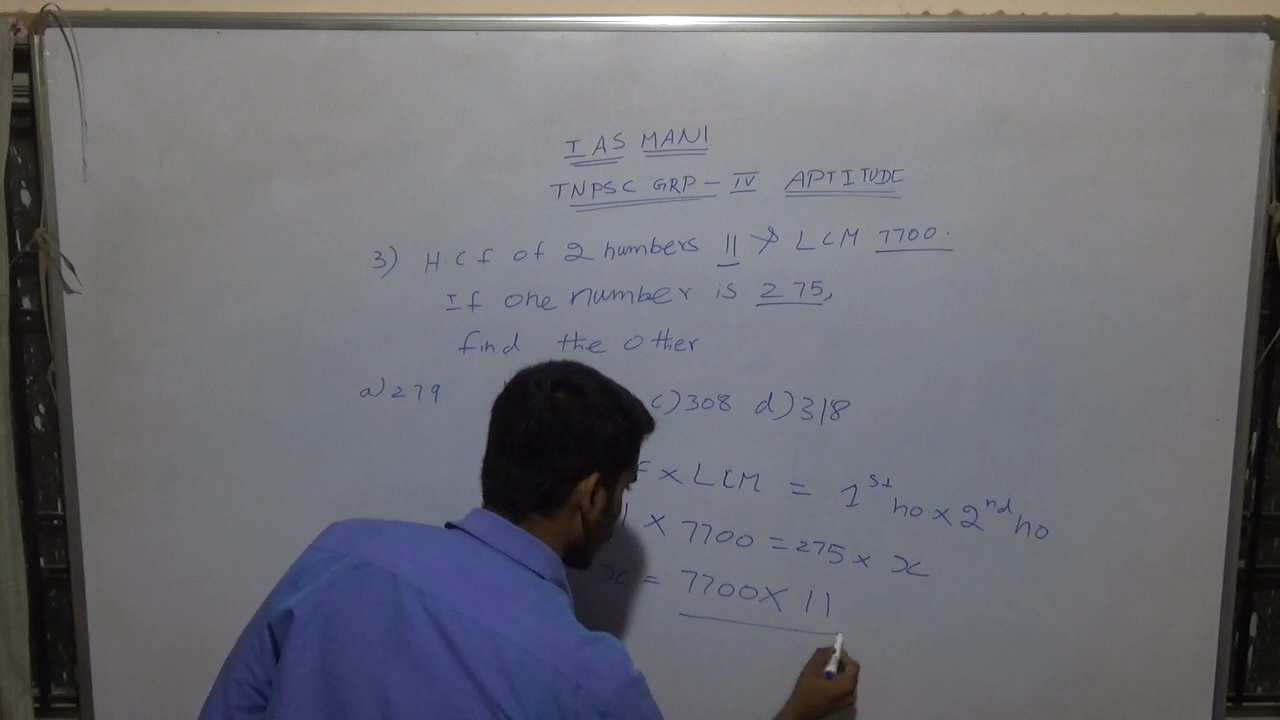 IAS MANI
TNPSC GRP - IV APTITUDE
3) HCf of 2 numbers 11 & LCM 7700.
If one number is 275,
find the other
a) 279 c) 308 d) 318
x LCM = 1st no x 2nd no
x 7700 = 275 x x
x = 7700 x 11